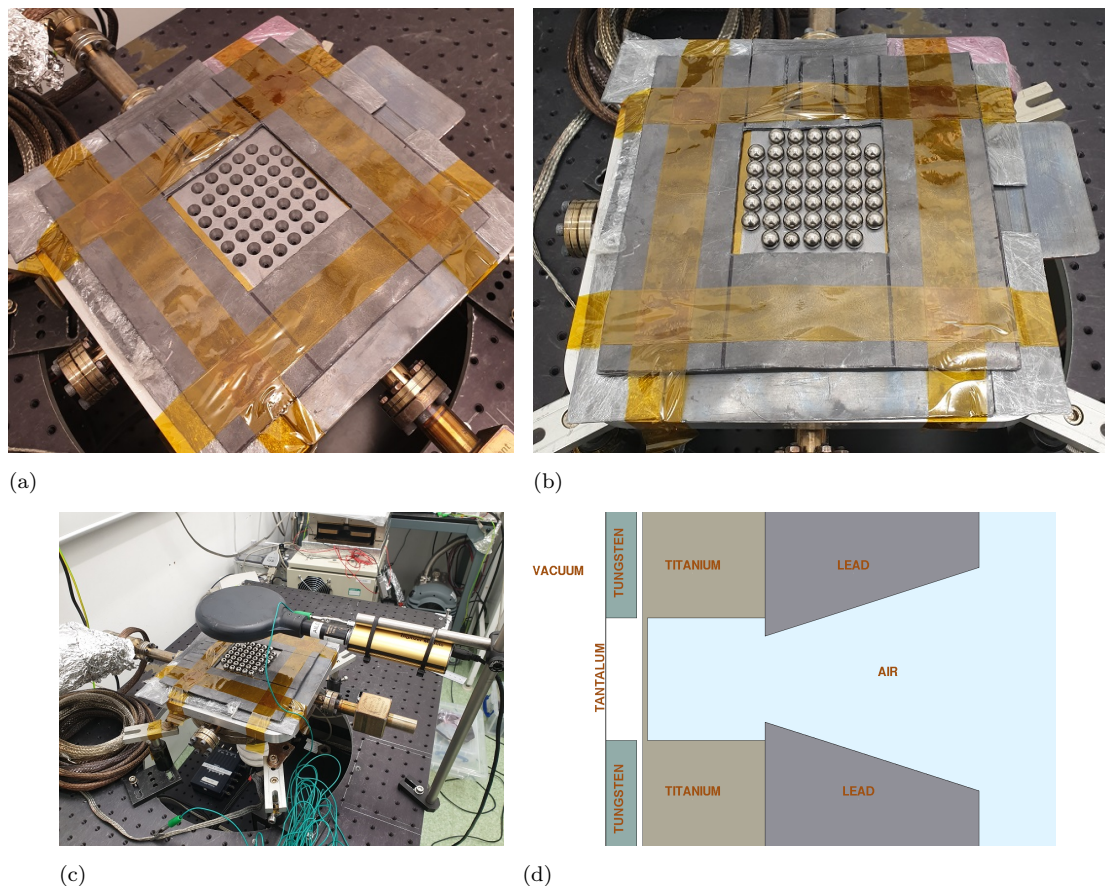 (a)
(b)
VACUUM
TUNGSTEN
TITANIUM
LEAD
TANTALUM
AIR
TUNGSTEN
TITANIUM
LEAD
(c)
(d)